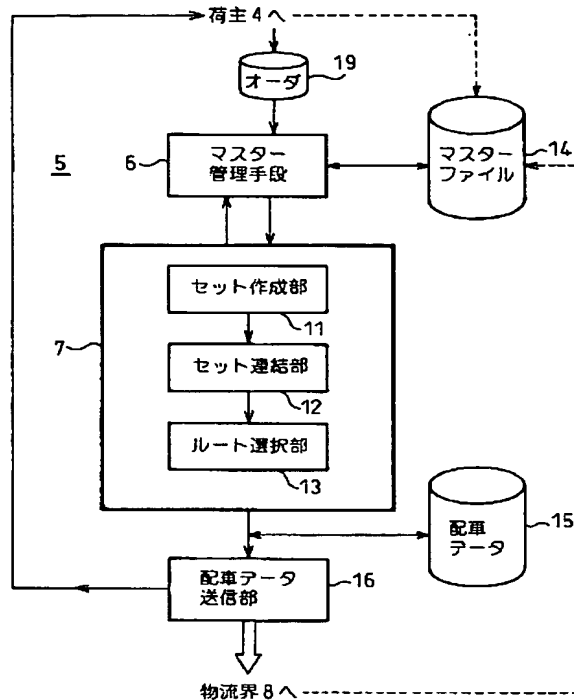 荷主4へ
19
オーダ
5
6
マスター
管理手段
マスター
ファイル
14
7
セット作成部
11
セット連結部
12
ルート選択部
13
配車
データ
15
配車データ
送信部
16
物流界8へ